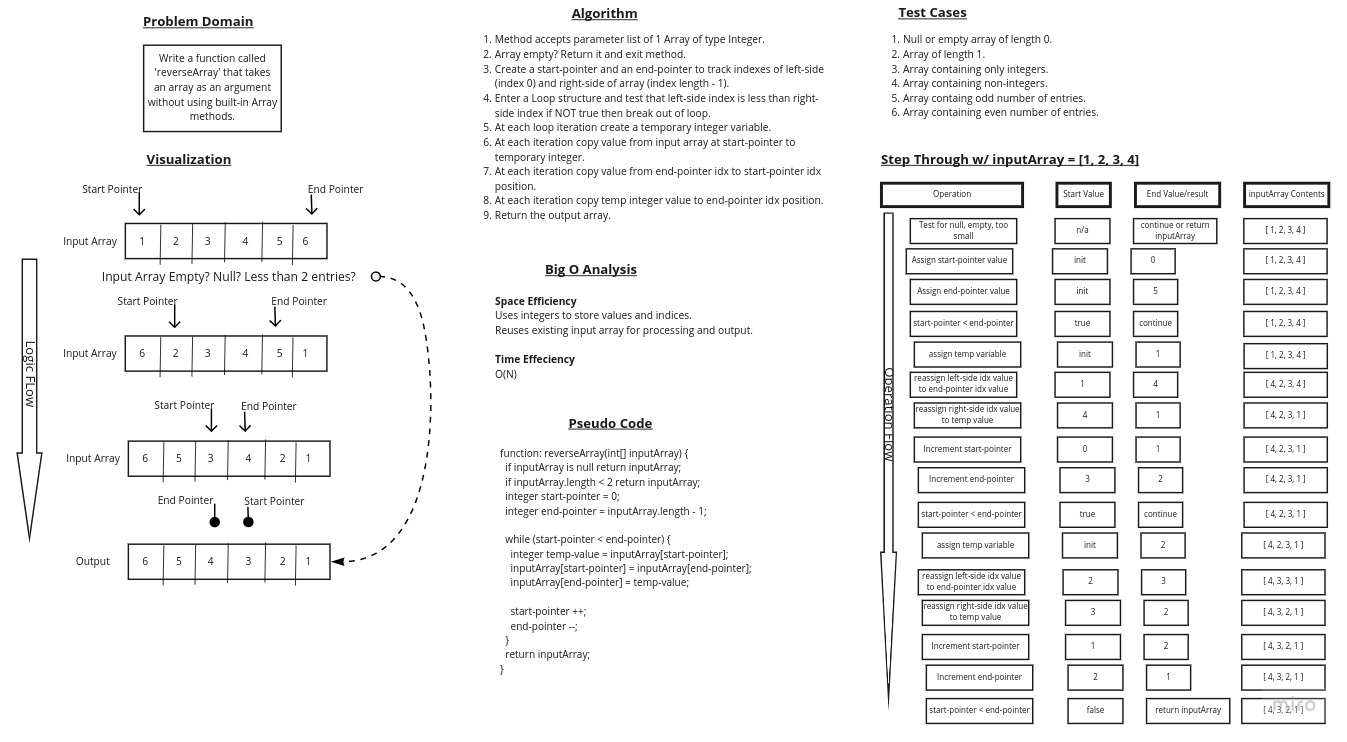 Problem Domain
Write a function called
'reverseArray' that takes
an array as an argument
without using built-in Array
methods.
Visualization
Start Pointer
End Pointer
Input Array
1 2 3 4 5 6
Input Array Empty? Null? Less than 2 entries?
Start Pointer
End Pointer
Input Array
6 2 3 4 5 1
Start Pointer
End Pointer
Input Array
6 5 3 4 2 1
End Pointer
Start Pointer
Output
6 5 4 3 2 1
Logic FLow
Algorithm
1. Method accepts parameter list of 1 Array of type Integer.
2. Array empty? Return it and exit method.
3. Create a start-pointer and an end-pointer to track indexes of left-side
(index 0) and right-side of array (index length - 1).
4. Enter a Loop structure and test that left-side index is less than right-
side index if NOT true then break out of loop.
5. At each loop iteration create a temporary integer variable.
6. At each iteration copy value from input array at start-pointer to
temporary integer.
7. At each iteration copy value from end-pointer idx to start-pointer idx
position.
8. At each iteration copy temp integer value to end-pointer idx position.
9. Return the output array.
Big O Analysis
Space Efficiency
Uses integers to store values and indices.
Reuses existing input array for processing and output.
Time Effeciency
O(N)
Pseudo Code
function: reverseArray(int[] inputArray) {
if inputArray is null return inputArray;
if inputArray.length < 2 return inputArray;
integer start-pointer = 0;
integer end-pointer = inputArray.length - 1;
while (start-pointer < end-pointer) {
integer temp-value = inputArray[start-pointer];
inputArray[start-pointer] = inputArray[end-pointer];
inputArray[end-pointer] = temp-value;
start-pointer ++;
end-pointer --;
}
return inputArray;
}
Test Cases
1. Null or empty array of length 0.
2. Array of length 1.
3. Array containing only integers.
4. Array containing non-integers.
5. Array containg odd number of entries.
6. Array containing even number of entries.
Step Through w/ inputArray = [1, 2, 3, 4]
Operation Start Value End Value/result inputArray Contents
Test for null, empty, too
small
n/a
continue or return
inputArray
[ 1, 2, 3, 4 ]
Assign start-pointer value init 0 [ 1, 2, 3, 4 ]
Assign end-pointer value init 5 [ 1, 2, 3, 4 ]
start-pointer < end-pointer true continue [ 1, 2, 3, 4 ]
assign temp variable init 1 [ 1, 2, 3, 4 ]
reassign left-side idx value
to end-pointer idx value
1 4 [ 4, 2, 3, 4 ]
reassign right-side idx value
to temp value
4 1 [ 4, 2, 3, 1 ]
Increment start-pointer 0 1 [ 4, 2, 3, 1 ]
Increment end-pointer 3 2 [ 4, 2, 3, 1 ]
start-pointer < end-pointer true continue [ 4, 2, 3, 1 ]
assign temp variable init 2 [ 4, 2, 3, 1 ]
reassign left-side idx value
to end-pointer idx value
2 3 [ 4, 3, 3, 1 ]
reassign right-side idx value
to temp value
3 2 [ 4, 3, 2, 1 ]
Increment start-pointer 1 2 [ 4, 3, 2, 1 ]
Increment end-pointer 2 1 [ 4, 3, 2, 1 ]
start-pointer < end-pointer false return inputArray [ 4, 3, 2, 1 ]
Operation Flow
miro